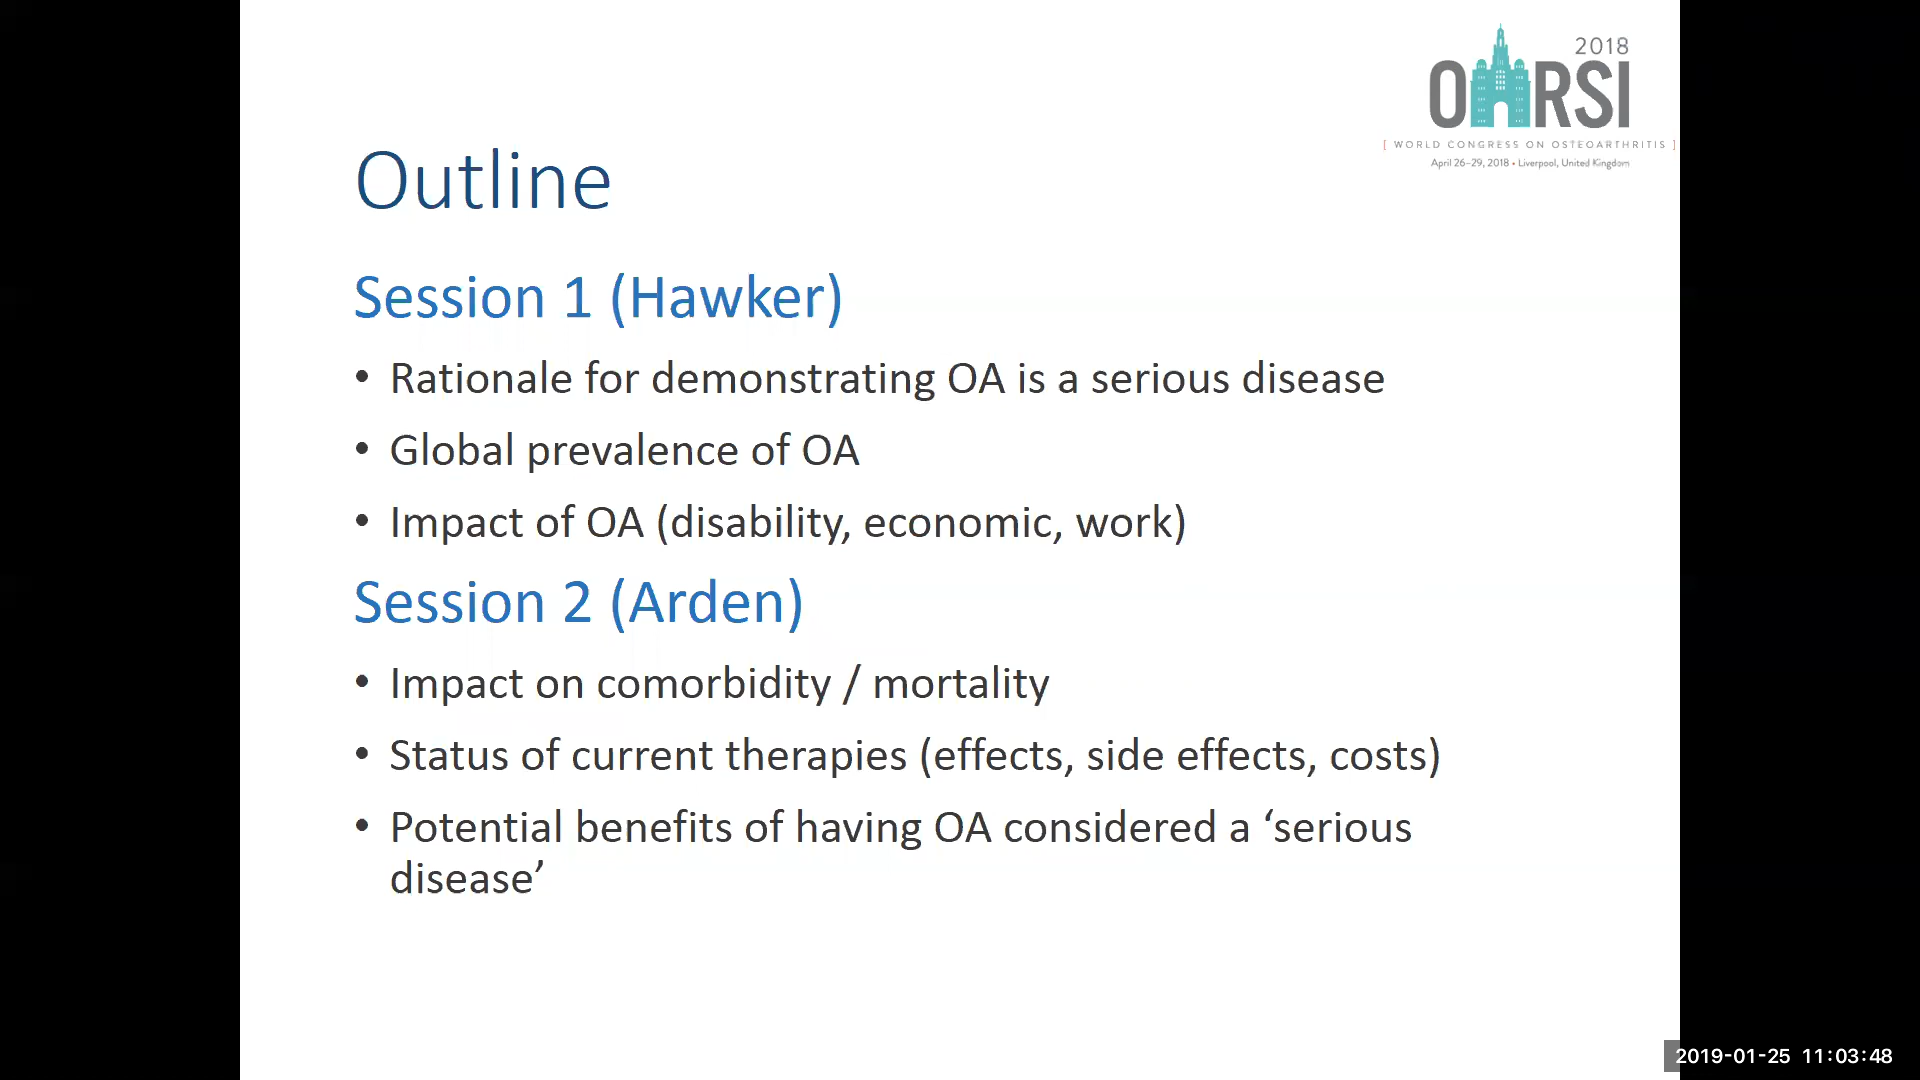 2018
OARSI
[ WORLD CONGRESS ON OSTEOARTHRITIS ]
April 26–29, 2018 • Liverpool, United Kingdom
Outline
Session 1 (Hawker)
• Rationale for demonstrating OA is a serious disease
• Global prevalence of OA
• Impact of OA (disability, economic, work)
Session 2 (Arden)
• Impact on comorbidity / mortality
• Status of current therapies (effects, side effects, costs)
• Potential benefits of having OA considered a ‘serious
disease’
2019-01-25 11:03:48